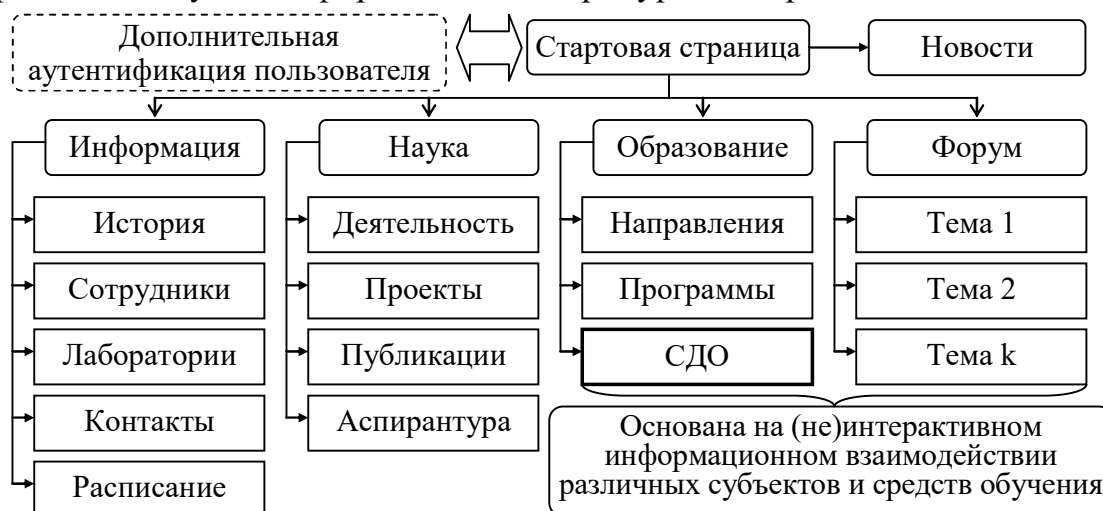 Дополнительная
аутентификация пользователя
Стартовая страница
Новости
Информация
Наука
Образование
Форум
История
Деятельность
Направления
Тема 1
Сотрудники
Проекты
Программы
Тема 2
Лаборатории
Публикации
СДО
Тема k
Контакты
Аспирантура
Расписание
Основана на (не)интерактивном
информационном взаимодействии
различных субъектов и средств обучения